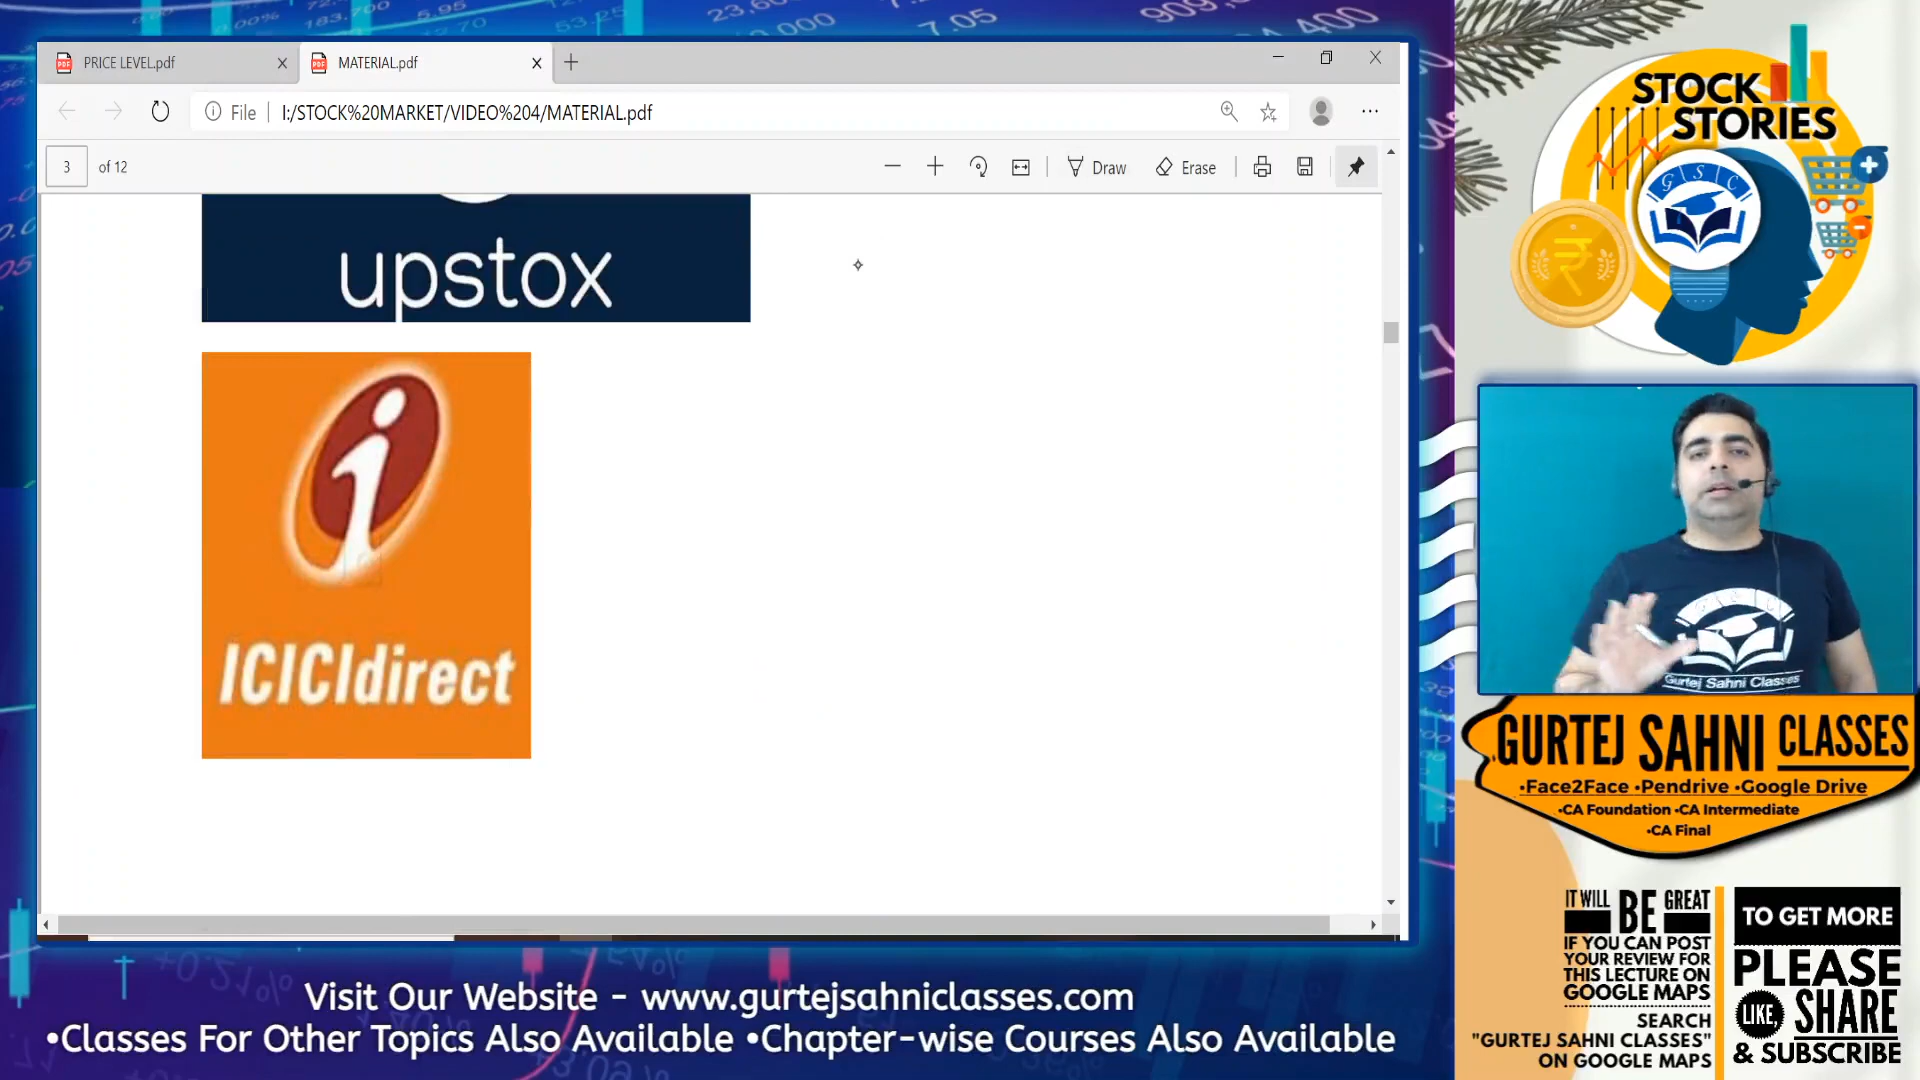 PRICE LEVEL.pdf
MATERIAL.pdf
File
I:/STOCK%20MARKET/VIDEO%204/MATERIAL.pdf
3 of 12
Draw
Erase
upstox
ICICIdirect
STOCK
STORIES
GSC
Gurtej Sahni Classes
GURTEJ SAHNI CLASSES
•Face2Face •Pendrive •Google Drive
•CA Foundation •CA Intermediate
•CA Final
IT WILL BE GREAT
IF YOU CAN POST
YOUR REVIEW FOR
THIS LECTURE ON
GOOGLE MAPS
SEARCH
"GURTEJ SAHNI CLASSES"
ON GOOGLE MAPS
TO GET MORE
PLEASE
LIKE, SHARE
& SUBSCRIBE
Visit Our Website - www.gurtejsahniclasses.com
•Classes For Other Topics Also Available •Chapter-wise Courses Also Available